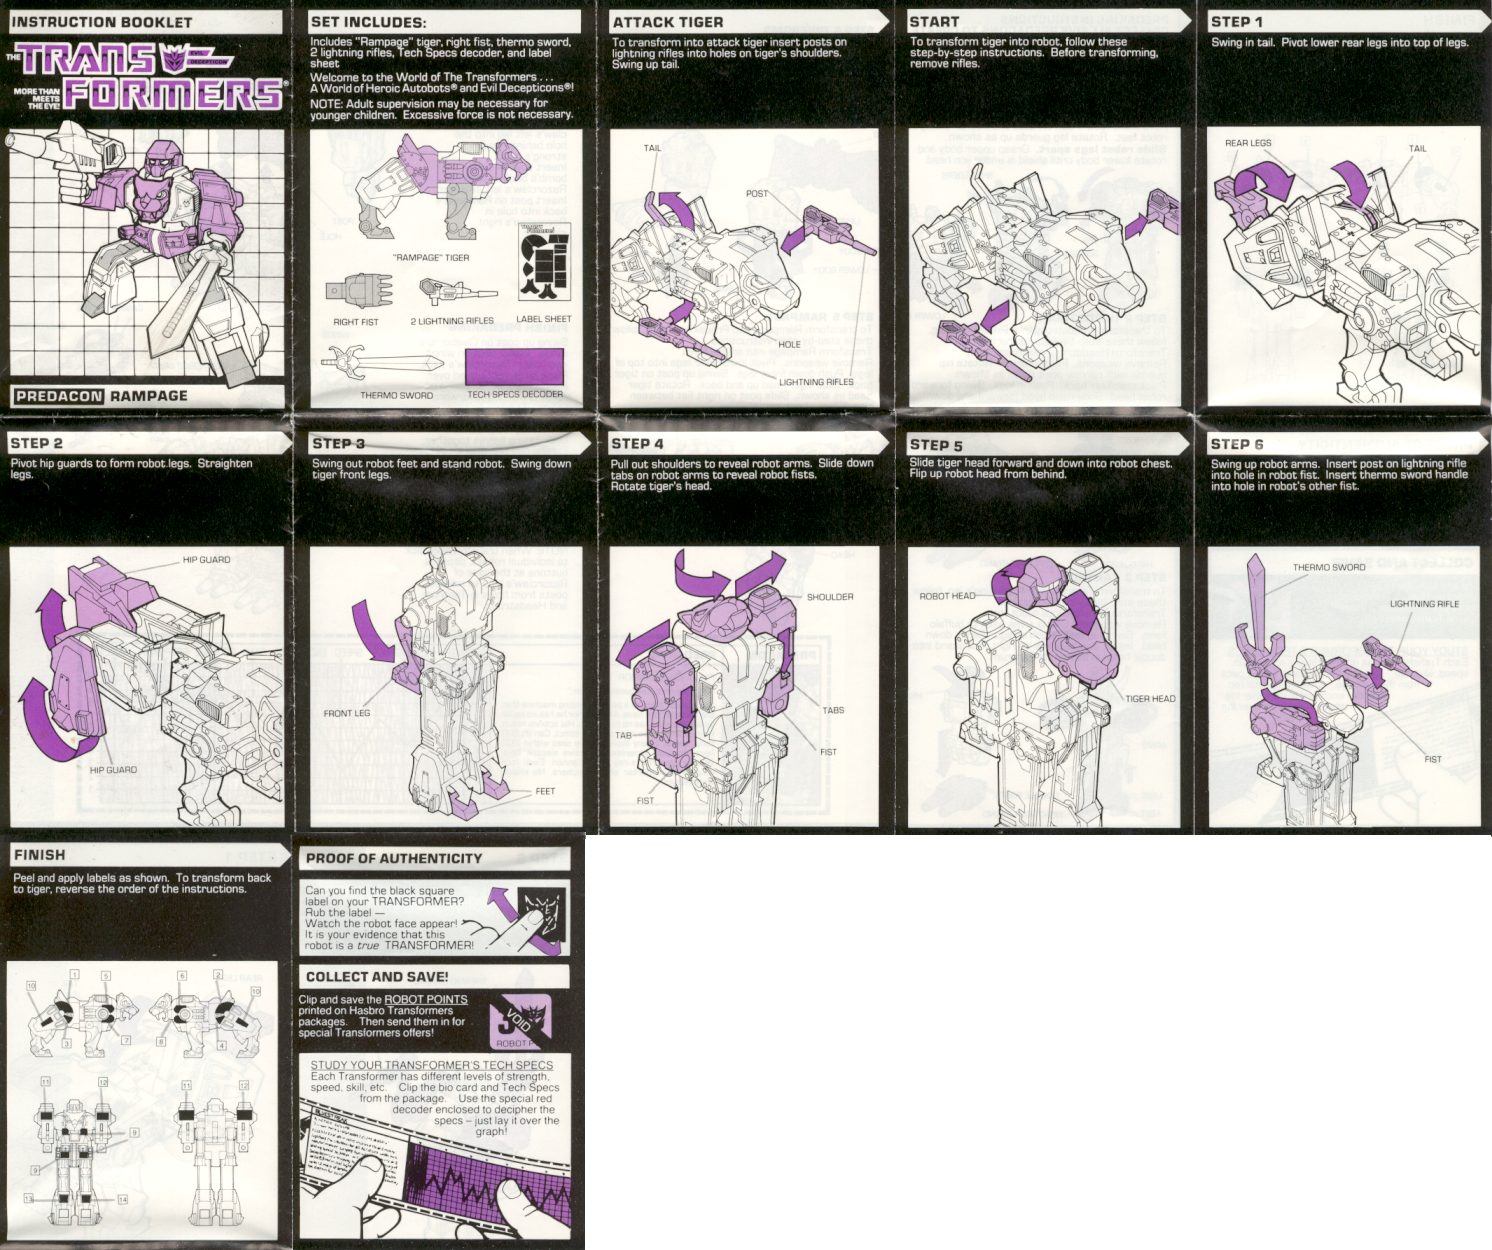 INSTRUCTION BOOKLET
THE TRANSFORMERS
EVIL
DECEPTICON
MORE THAN
MEETS
THE EYE!
®
PREDACON RAMPAGE
SET INCLUDES:
Includes "Rampage" tiger, right fist, thermo sword,
2 lightning rifles, Tech Specs decoder, and label
sheet
Welcome to the World of The Transformers . . .
A World of Heroic Autobots® and Evil Decepticons®!
NOTE: Adult supervision may be necessary for
younger children. Excessive force is not necessary.
"RAMPAGE" TIGER
RIGHT FIST
2 LIGHTNING RIFLES
LABEL SHEET
THERMO SWORD
TECH SPECS DECODER
ATTACK TIGER
To transform into attack tiger insert posts on
lightning rifles into holes on tiger's shoulders.
Swing up tail.
TAIL
POST
HOLE
LIGHTNING RIFLES
START
To transform tiger into robot, follow these
step-by-step instructions. Before transforming,
remove rifles.
STEP 1
Swing in tail. Pivot lower rear legs into top of legs.
REAR LEGS
TAIL
STEP 2
Pivot hip guards to form robot legs. Straighten
legs.
HIP GUARD
HIP GUARD
STEP 3
Swing out robot feet and stand robot. Swing down
tiger front legs.
FRONT LEG
FEET
STEP 4
Pull out shoulders to reveal robot arms. Slide down
tabs on robot arms to reveal robot fists.
Rotate tiger's head.
SHOULDER
TABS
TAB
FIST
FIST
STEP 5
Slide tiger head forward and down into robot chest.
Flip up robot head from behind.
ROBOT HEAD
TIGER HEAD
STEP 6
Swing up robot arms. Insert post on lightning rifle
into hole in robot fist. Insert thermo sword handle
into hole in robot's other fist.
THERMO SWORD
LIGHTNING RIFLE
FIST
FINISH
Peel and apply labels as shown. To transform back
to tiger, reverse the order of the instructions.
1 5 6 2
10 10
3 7 8 4
11 12 11 12
9
9
13 14
PROOF OF AUTHENTICITY
Can you find the black square
label on your TRANSFORMER?
Rub the label —
Watch the robot face appear!
It is your evidence that this
robot is a true TRANSFORMER!
COLLECT AND SAVE!
Clip and save the ROBOT POINTS
printed on Hasbro Transformers
packages. Then send them in for
special Transformers offers!
VOID
ROBOT P
STUDY YOUR TRANSFORMER'S TECH SPECS
Each Transformer has different levels of strength,
speed, skill, etc. Clip the bio card and Tech Specs
from the package. Use the special red
decoder enclosed to decipher the
specs – just lay it over the
graph!